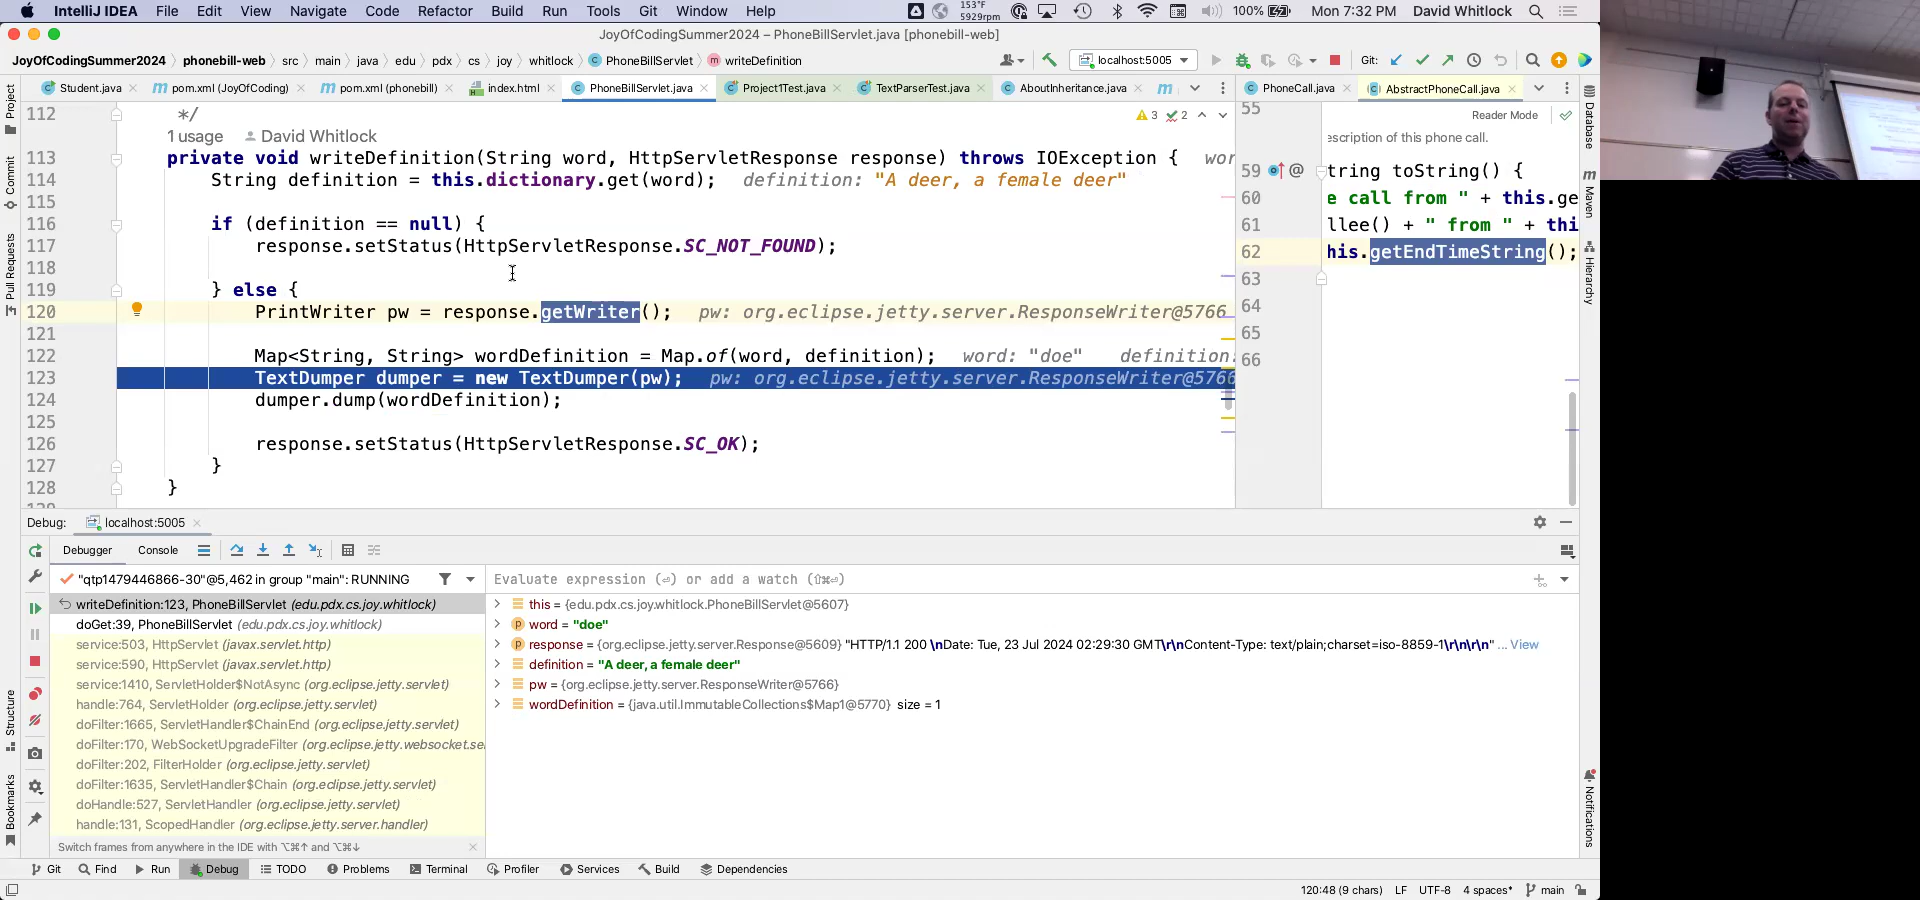 IntelliJ IDEA File Edit View Navigate Code Refactor Build Run Tools Git Window Help 153°F 5929rpm 100% Mon 7:32 PM David Whitlock
JoyOfCodingSummer2024 – PhoneBillServlet.java [phonebill-web]
JoyOfCodingSummer2024 phonebill-web src main java edu pdx cs joy whitlock PhoneBillServlet writeDefinition localhost:5005 Git:
Student.java pom.xml (JoyOfCoding) pom.xml (phonebill) index.html PhoneBillServlet.java Project1Test.java TextParserTest.java AboutInheritance.java PhoneCall.java AbstractPhoneCall.java
112 */
1 usage David Whitlock
113 private void writeDefinition(String word, HttpServletResponse response) throws IOException { wor
114 String definition = this.dictionary.get(word); definition: "A deer, a female deer"
115
116 if (definition == null) {
117 response.setStatus(HttpServletResponse.SC_NOT_FOUND);
118
119 } else {
120 PrintWriter pw = response.getWriter(); pw: org.eclipse.jetty.server.ResponseWriter@5766
121
122 Map<String, String> wordDefinition = Map.of(word, definition); word: "doe" definition:
123 TextDumper dumper = new TextDumper(pw); pw: org.eclipse.jetty.server.ResponseWriter@5766
124 dumper.dump(wordDefinition);
125
126 response.setStatus(HttpServletResponse.SC_OK);
127 }
128 }
3 2
55
Reader Mode
escription of this phone call.
59 @ tring toString() {
60 e call from " + this.ge
61 llee() + " from " + thi
62 his.getEndTimeString();
63
64
65
66
Project
Commit
Pull Requests
Structure
Bookmarks
Database
Maven
Hierarchy
Notifications
Debug: localhost:5005
Debugger Console
"qtp1479446866-30"@5,462 in group "main": RUNNING
writeDefinition:123, PhoneBillServlet (edu.pdx.cs.joy.whitlock)
doGet:39, PhoneBillServlet (edu.pdx.cs.joy.whitlock)
service:503, HttpServlet (javax.servlet.http)
service:590, HttpServlet (javax.servlet.http)
service:1410, ServletHolder$NotAsync (org.eclipse.jetty.servlet)
handle:764, ServletHolder (org.eclipse.jetty.servlet)
doFilter:1665, ServletHandler$ChainEnd (org.eclipse.jetty.servlet)
doFilter:170, WebSocketUpgradeFilter (org.eclipse.jetty.websocket.se
doFilter:202, FilterHolder (org.eclipse.jetty.servlet)
doFilter:1635, ServletHandler$Chain (org.eclipse.jetty.servlet)
doHandle:527, ServletHandler (org.eclipse.jetty.servlet)
handle:131, ScopedHandler (org.eclipse.jetty.server.handler)
Switch frames from anywhere in the IDE with ⌥⌘↑ and ⌥⌘↓
Evaluate expression (⏎) or add a watch (⇧⌘⏎)
this = {edu.pdx.cs.joy.whitlock.PhoneBillServlet@5607}
word = "doe"
response = {org.eclipse.jetty.server.Response@5609} "HTTP/1.1 200 \nDate: Tue, 23 Jul 2024 02:29:30 GMT\r\nContent-Type: text/plain;charset=iso-8859-1\r\n\r\n" ... View
definition = "A deer, a female deer"
pw = {org.eclipse.jetty.server.ResponseWriter@5766}
wordDefinition = {java.util.ImmutableCollections$Map1@5770} size = 1
Git Find Run Debug TODO Problems Terminal Profiler Services Build Dependencies
120:48 (9 chars) LF UTF-8 4 spaces* main